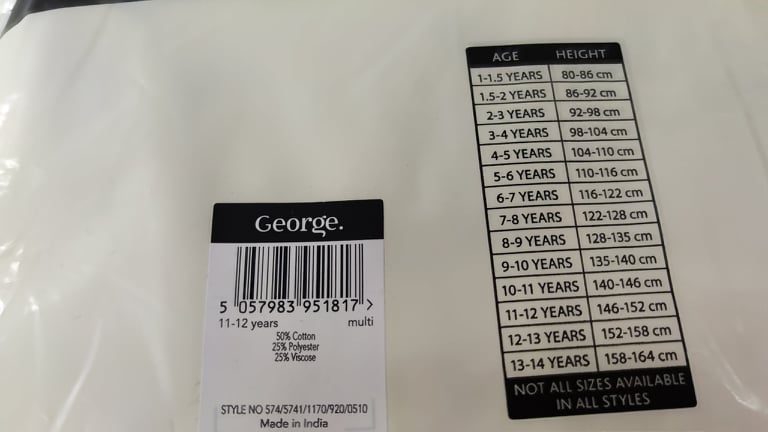 George.
5 057983 951817 >
11-12 years multi
50% Cotton
25% Polyester
25% Viscose
STYLE NO 574/5741/1170/920/0510
Made in India
AGE HEIGHT
1-1.5 YEARS 80-86 cm
1.5-2 YEARS 86-92 cm
2-3 YEARS 92-98 cm
3-4 YEARS 98-104 cm
4-5 YEARS 104-110 cm
5-6 YEARS 110-116 cm
6-7 YEARS 116-122 cm
7-8 YEARS 122-128 cm
8-9 YEARS 128-135 cm
9-10 YEARS 135-140 cm
10-11 YEARS 140-146 cm
11-12 YEARS 146-152 cm
12-13 YEARS 152-158 cm
13-14 YEARS 158-164 cm
NOT ALL SIZES AVAILABLE
IN ALL STYLES